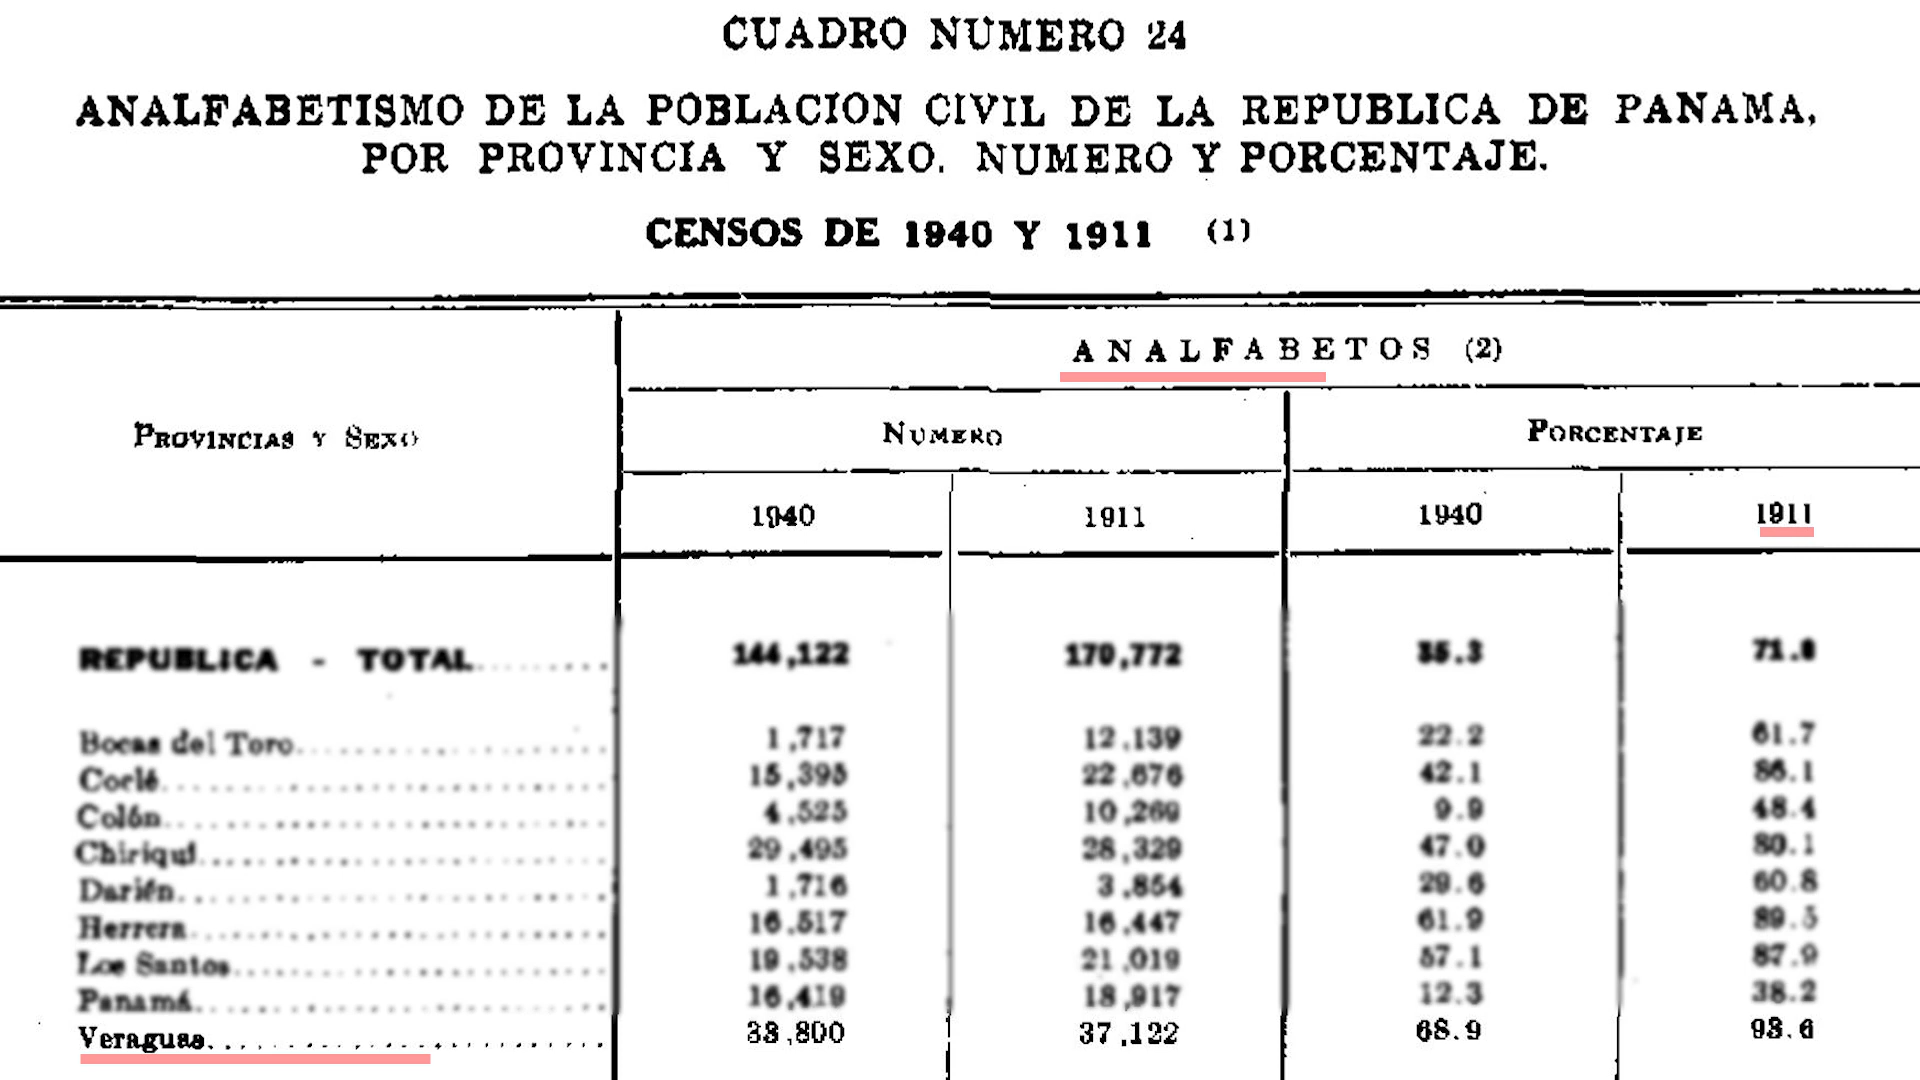 CUADRO NUMERO 24
ANALFABETISMO DE LA POBLACION CIVIL DE LA REPUBLICA DE PANAMA,
POR PROVINCIA Y SEXO. NUMERO Y PORCENTAJE.
CENSOS DE 1940 Y 1911 (1)
ANALFABETOS (2)
PROVINCIAS Y SEXO NUMERO PORCENTAJE
1940 1911 1940 1911
REPUBLICA - TOTAL 144,122 170,772 35.3 71.8
Bocas del Toro 1,717 12,139 22.2 61.7
Coclé 15,395 22,676 42.1 86.1
Colón 4,525 10,269 9.9 48.4
Chiriquí 29,495 28,329 47.0 80.1
Darién 1,716 3,854 29.6 60.8
Herrera 16,517 16,447 61.9 89.5
Los Santos 19,538 21,019 57.1 87.9
Panamá 16,419 18,917 12.3 38.2
Veraguas 38,800 37,122 68.9 93.6